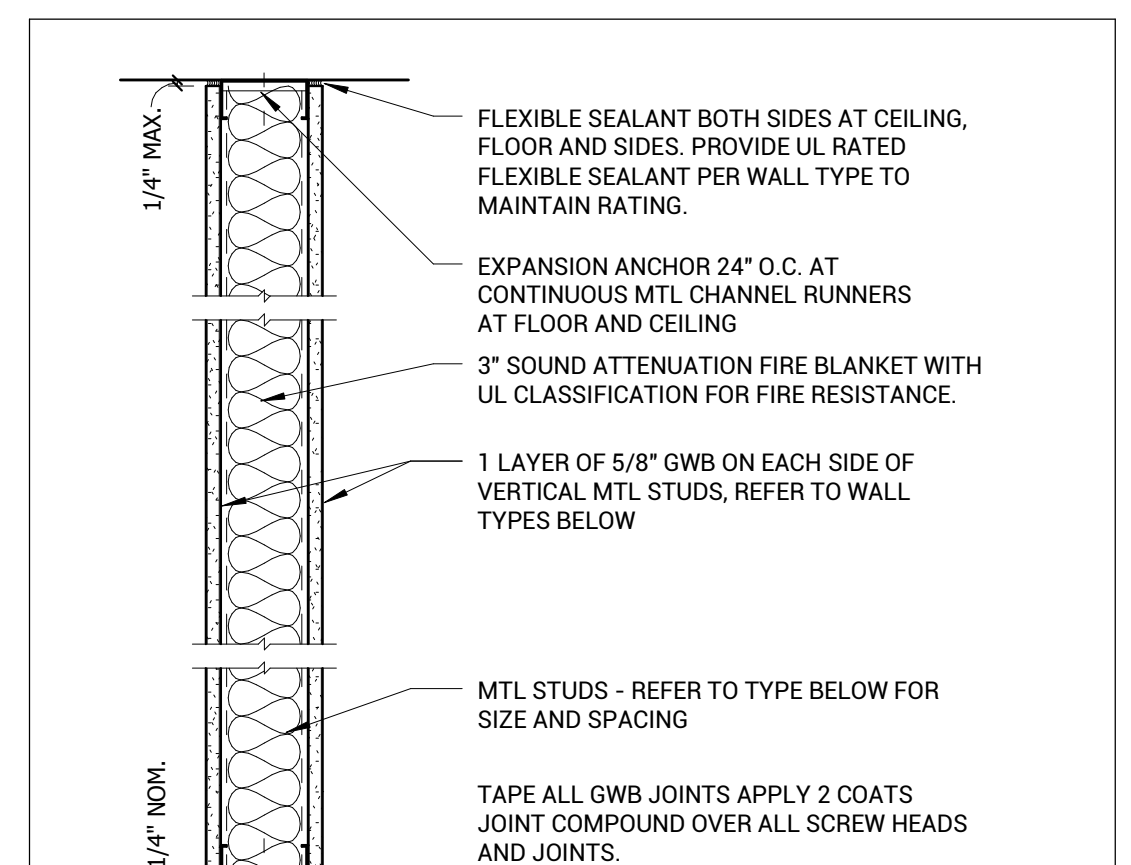 1/4" MAX.
FLEXIBLE SEALANT BOTH SIDES AT CEILING,
FLOOR AND SIDES. PROVIDE UL RATED
FLEXIBLE SEALANT PER WALL TYPE TO
MAINTAIN RATING.
EXPANSION ANCHOR 24" O.C. AT
CONTINUOUS MTL CHANNEL RUNNERS
AT FLOOR AND CEILING
3" SOUND ATTENUATION FIRE BLANKET WITH
UL CLASSIFICATION FOR FIRE RESISTANCE.
1 LAYER OF 5/8" GWB ON EACH SIDE OF
VERTICAL MTL STUDS, REFER TO WALL
TYPES BELOW
MTL STUDS - REFER TO TYPE BELOW FOR
SIZE AND SPACING
1/4" NOM.
TAPE ALL GWB JOINTS APPLY 2 COATS
JOINT COMPOUND OVER ALL SCREW HEADS
AND JOINTS.